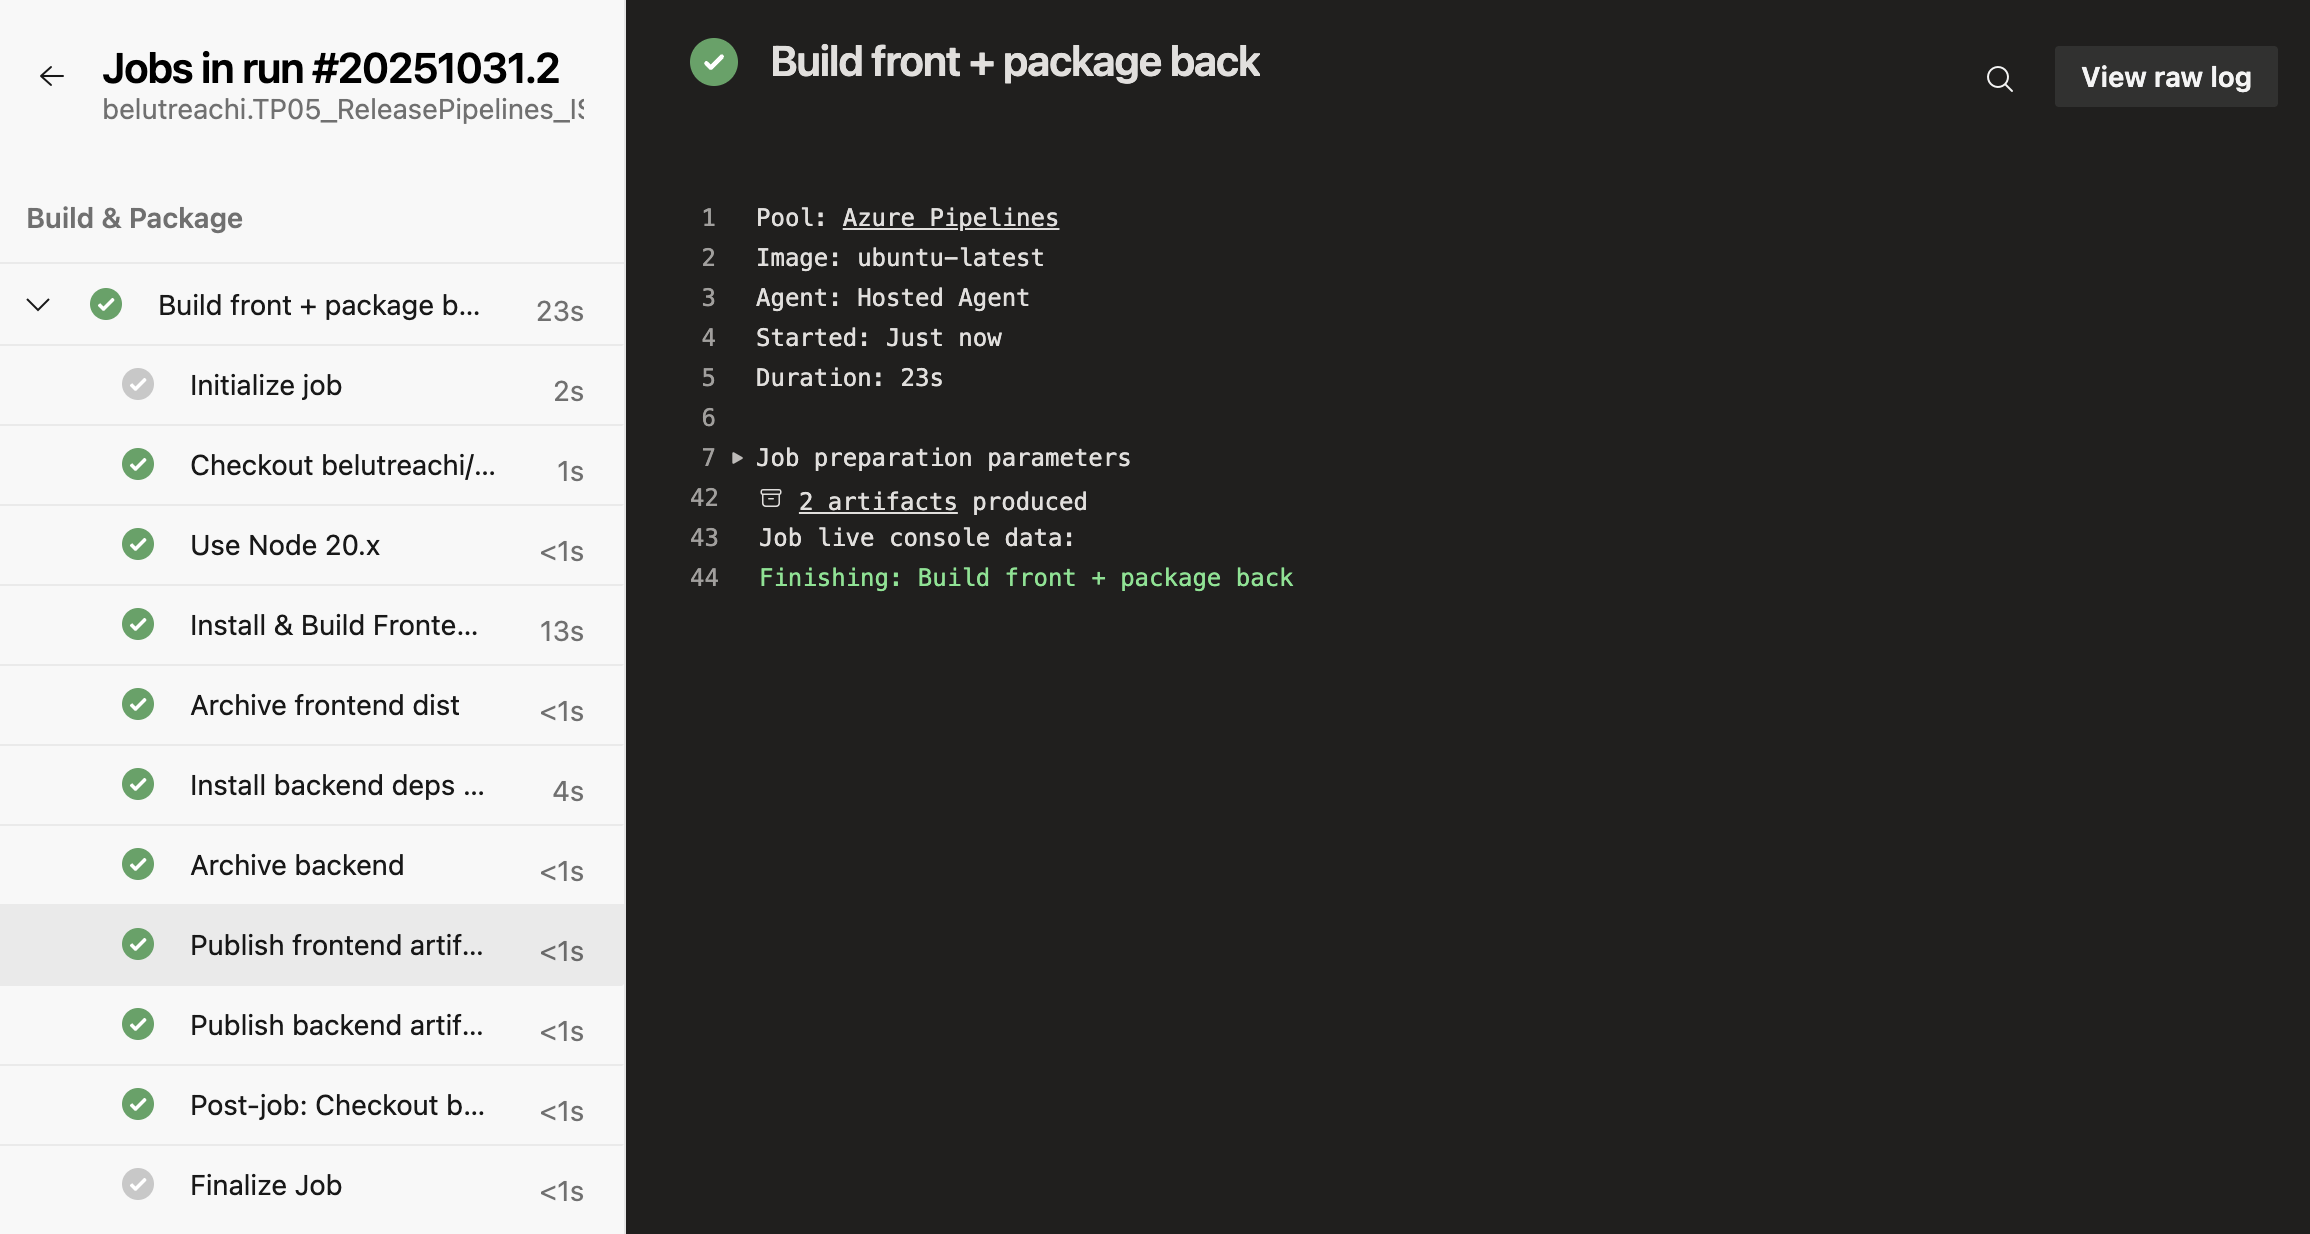 Jobs in run #20251031.2
belutreachi.TP05_ReleasePipelines_IS
Build & Package
Build front + package b... 23s
Initialize job 2s
Checkout belutreachi/... 1s
Use Node 20.x <1s
Install & Build Fronte... 13s
Archive frontend dist <1s
Install backend deps ... 4s
Archive backend <1s
Publish frontend artif... <1s
Publish backend artif... <1s
Post-job: Checkout b... <1s
Finalize Job <1s
Build front + package back
View raw log
1 Pool: Azure Pipelines
2 Image: ubuntu-latest
3 Agent: Hosted Agent
4 Started: Just now
5 Duration: 23s
6
7 Job preparation parameters
42 2 artifacts produced
43 Job live console data:
44 Finishing: Build front + package back